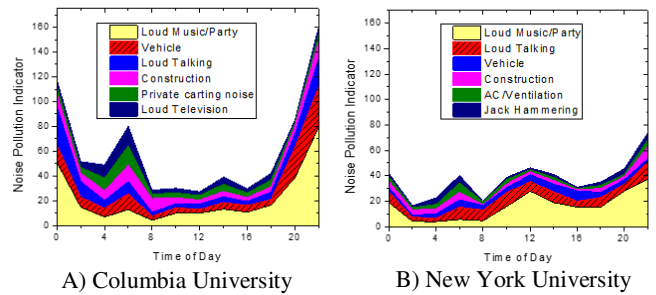 Loud Music/Party
Vehicle
Loud Talking
Construction
Private carting noise
Loud Television
Noise Pollution Indicator
160
140
120
100
80
60
40
20
0
0 4 8 12 16 20
Time of Day
A) Columbia University
Loud Music/Party
Loud Talking
Vehicle
Construction
AC/Ventilation
Jack Hammering
Noise Pollution Indicator
160
140
120
100
80
60
40
20
0
0 4 8 12 16 20
Time of Day
B) New York University